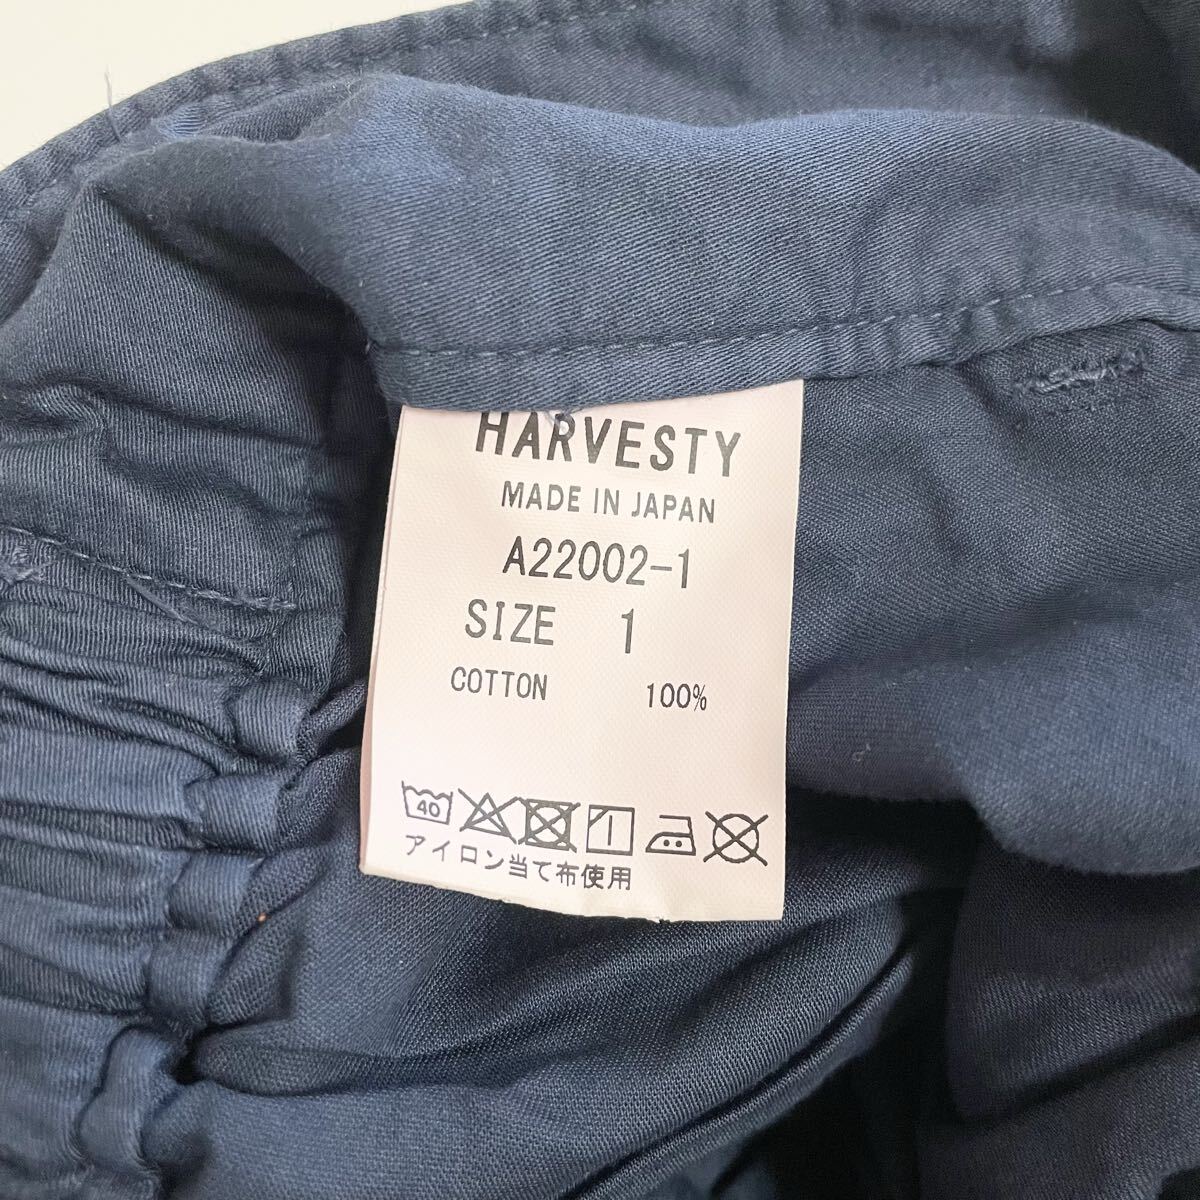 HARVESTY
MADE IN JAPAN
A22002-1
SIZE 1
COTTON 100%
40
アイロン当て布使用